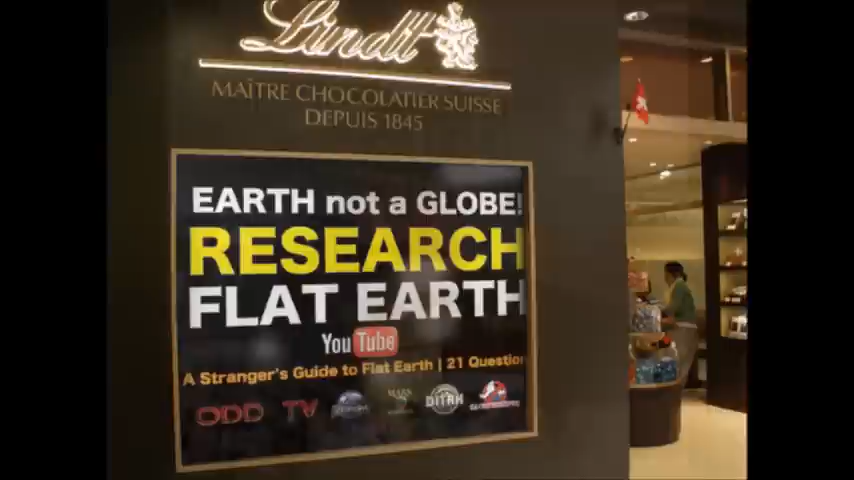 Lindt
MAÎTRE CHOCOLATIER SUISSE
DEPUIS 1845
EARTH not a GLOBE!
RESEARCH
FLAT EARTH
YouTube
A Stranger's Guide to Flat Earth | 21 Question
ODD TV DITRH